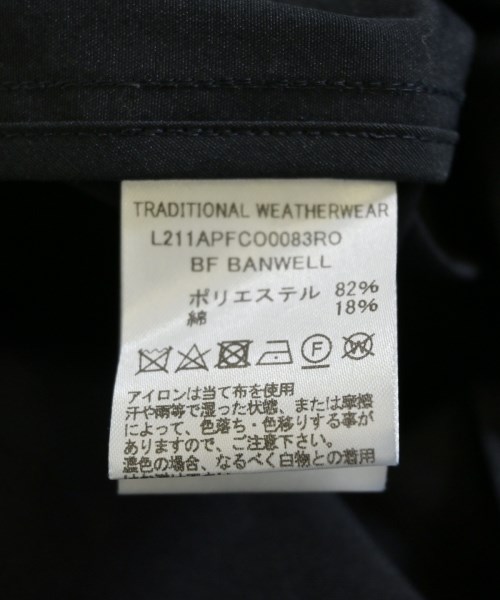 TRADITIONAL WEATHERWEAR
L211APFCO0083RO
BF BANWELL
ポリエステル 82%
綿 18%
F W
アイロンは当て布を使用
汗や雨等で湿った状態、または摩擦
によって、色落ち・色移りする事が
ありますので、ご注意下さい。
濃色の場合、なるべく白物との着用